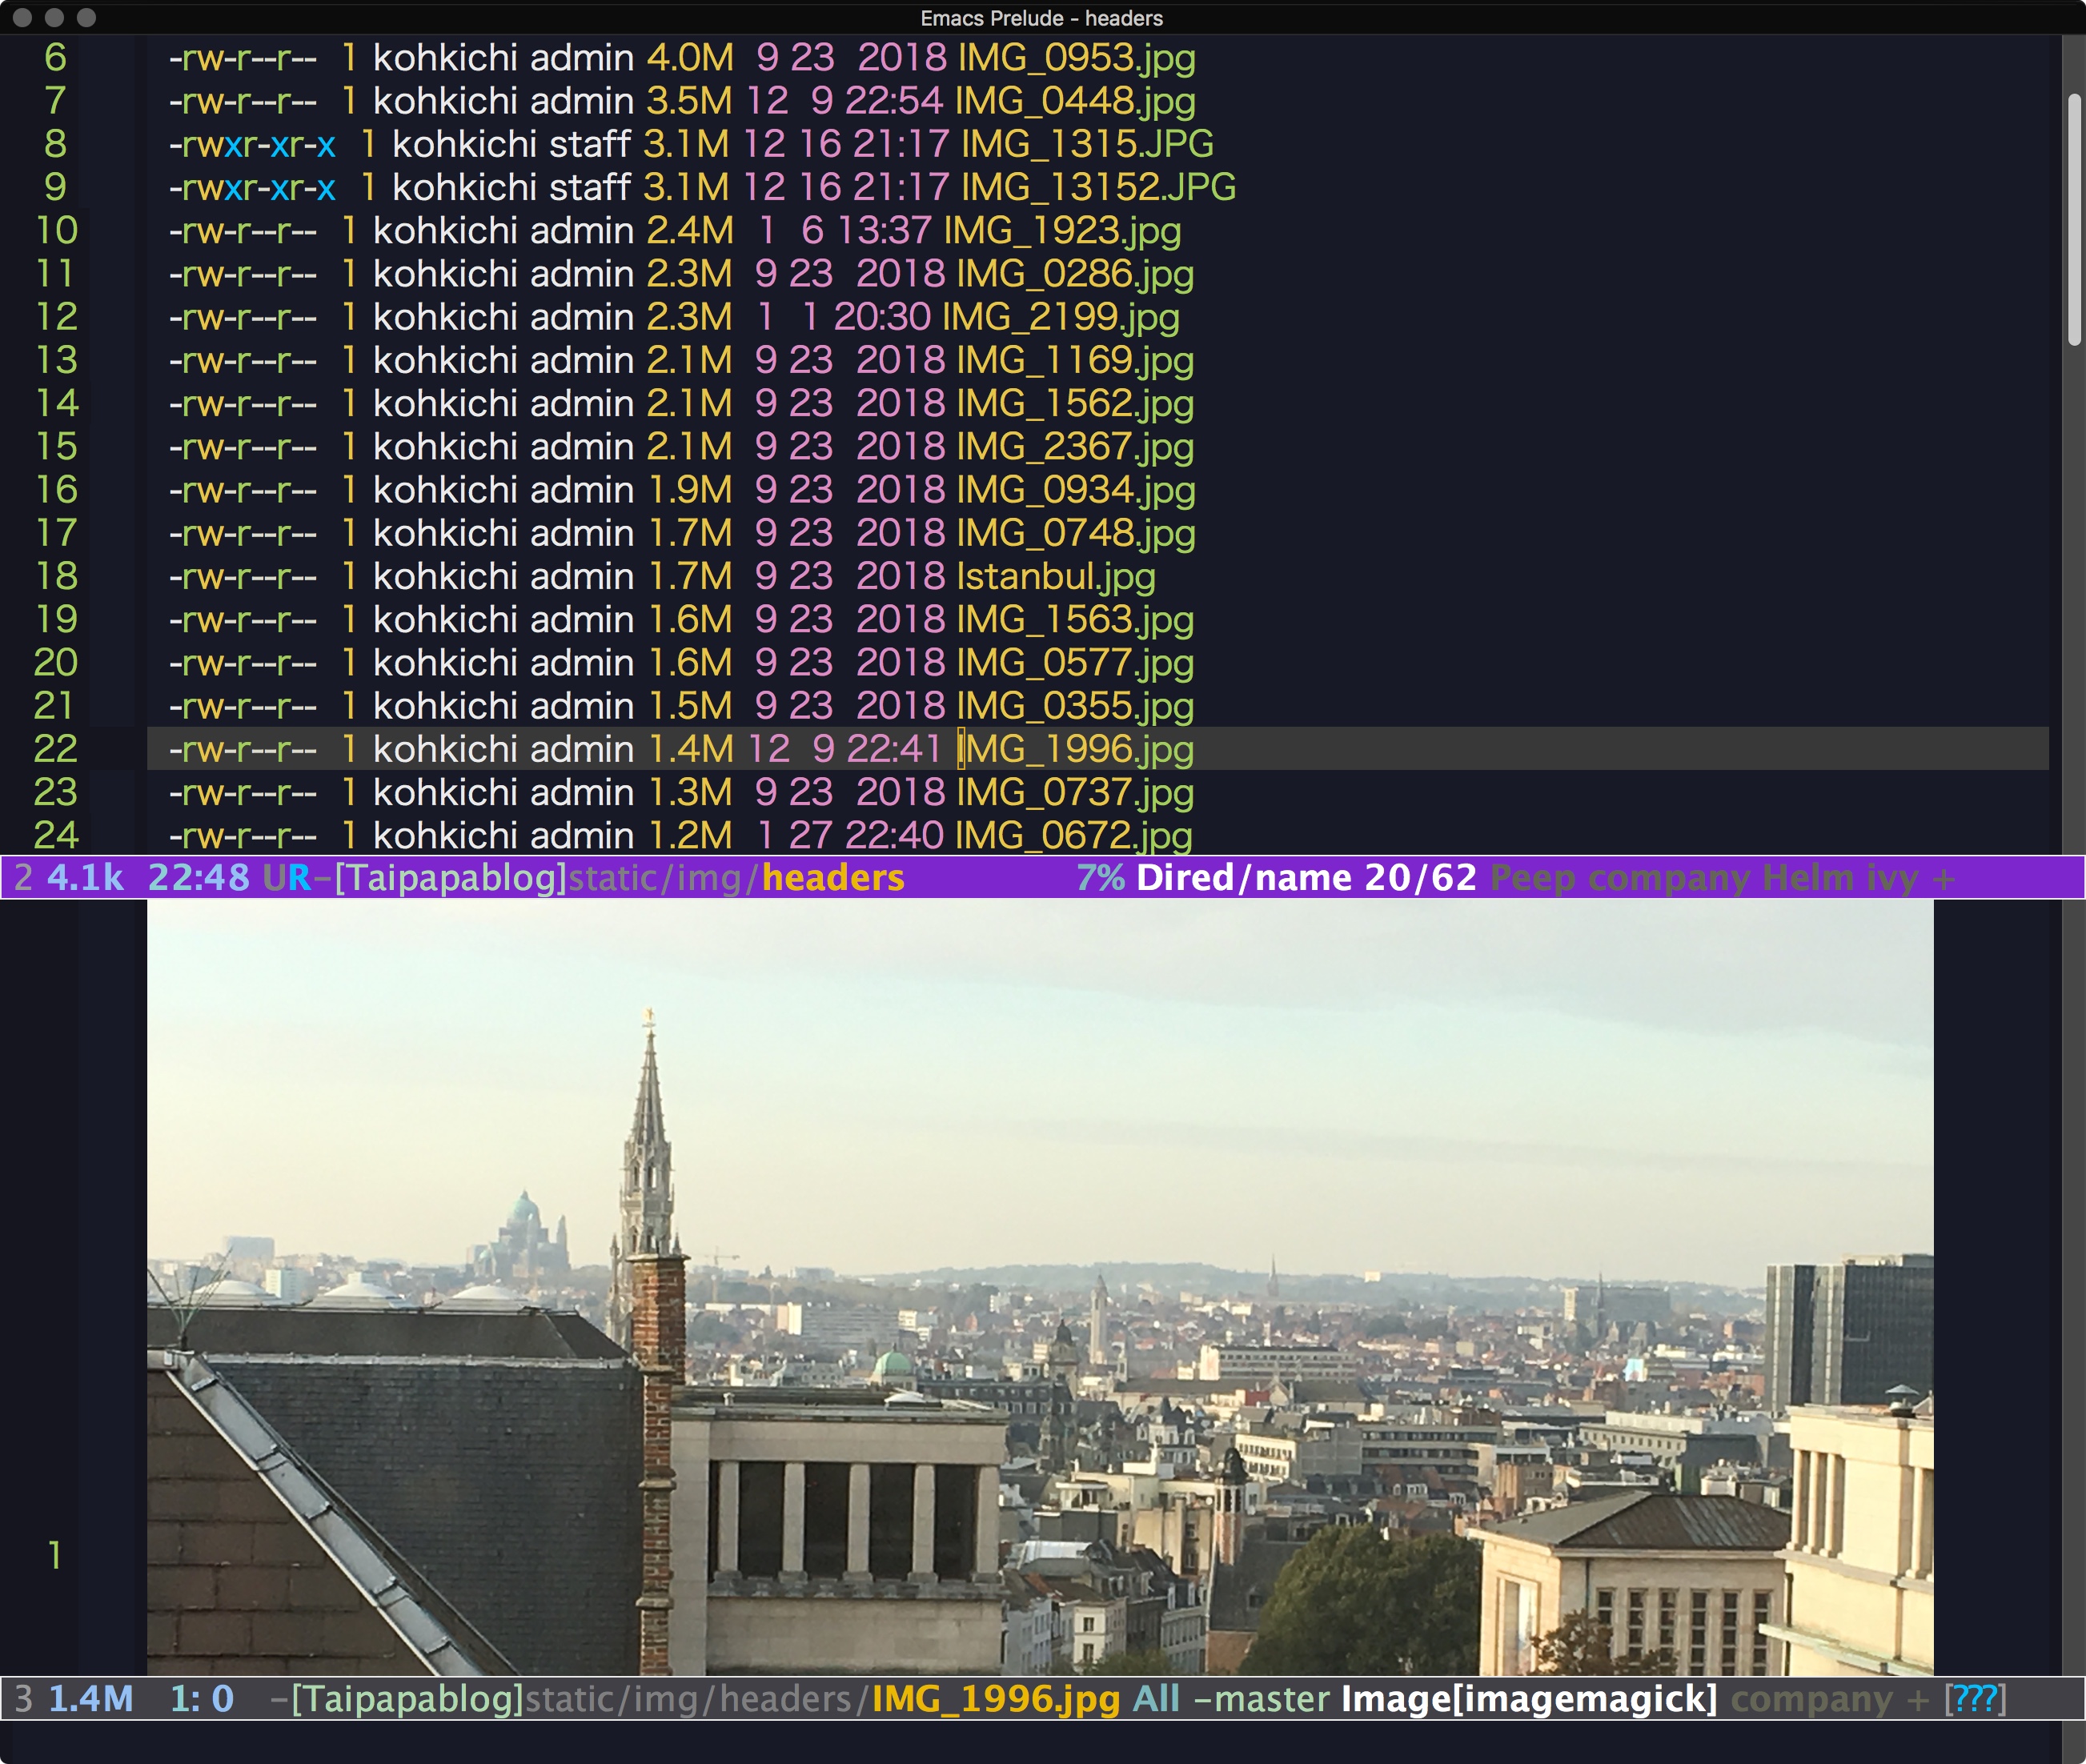 Emacs Prelude - headers
6 -rw-r--r-- 1 kohkichi admin 4.0M 9 23 2018 IMG_0953.jpg
7 -rw-r--r-- 1 kohkichi admin 3.5M 12 9 22:54 IMG_0448.jpg
8 -rwxr-xr-x 1 kohkichi staff 3.1M 12 16 21:17 IMG_1315.JPG
9 -rwxr-xr-x 1 kohkichi staff 3.1M 12 16 21:17 IMG_13152.JPG
10 -rw-r--r-- 1 kohkichi admin 2.4M 1 6 13:37 IMG_1923.jpg
11 -rw-r--r-- 1 kohkichi admin 2.3M 9 23 2018 IMG_0286.jpg
12 -rw-r--r-- 1 kohkichi admin 2.3M 1 1 20:30 IMG_2199.jpg
13 -rw-r--r-- 1 kohkichi admin 2.1M 9 23 2018 IMG_1169.jpg
14 -rw-r--r-- 1 kohkichi admin 2.1M 9 23 2018 IMG_1562.jpg
15 -rw-r--r-- 1 kohkichi admin 2.1M 9 23 2018 IMG_2367.jpg
16 -rw-r--r-- 1 kohkichi admin 1.9M 9 23 2018 IMG_0934.jpg
17 -rw-r--r-- 1 kohkichi admin 1.7M 9 23 2018 IMG_0748.jpg
18 -rw-r--r-- 1 kohkichi admin 1.7M 9 23 2018 Istanbul.jpg
19 -rw-r--r-- 1 kohkichi admin 1.6M 9 23 2018 IMG_1563.jpg
20 -rw-r--r-- 1 kohkichi admin 1.6M 9 23 2018 IMG_0577.jpg
21 -rw-r--r-- 1 kohkichi admin 1.5M 9 23 2018 IMG_0355.jpg
22 -rw-r--r-- 1 kohkichi admin 1.4M 12 9 22:41 IMG_1996.jpg
23 -rw-r--r-- 1 kohkichi admin 1.3M 9 23 2018 IMG_0737.jpg
24 -rw-r--r-- 1 kohkichi admin 1.2M 1 27 22:40 IMG_0672.jpg
2 4.1k 22:48 UR-[Taipapablog]static/img/headers 7% Dired/name 20/62 Peep company Helm ivy +
1
3 1.4M 1: 0 -[Taipapablog]static/img/headers/IMG_1996.jpg All -master Image[imagemagick] company + [???]